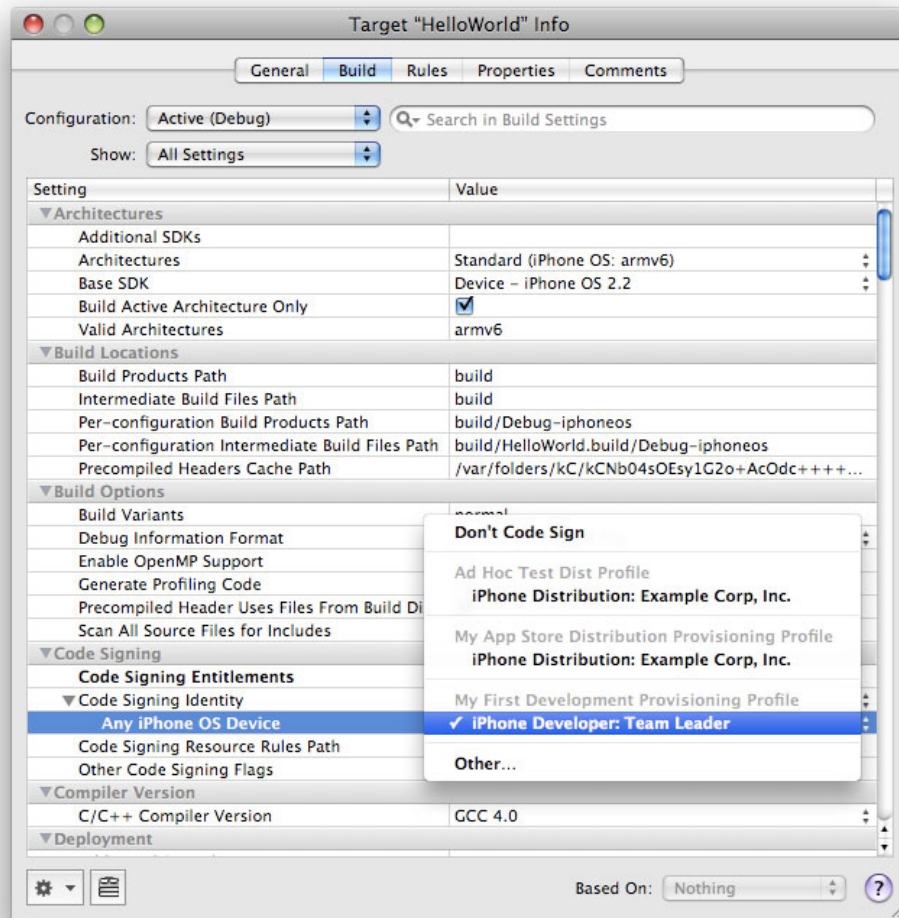 Target “HelloWorld” Info
General Build Rules Properties Comments
Configuration: Active (Debug) Search in Build Settings
Show: All Settings
Setting Value
Architectures
Additional SDKs
Architectures Standard (iPhone OS: armv6)
Base SDK Device – iPhone OS 2.2
Build Active Architecture Only
Valid Architectures armv6
Build Locations
Build Products Path build
Intermediate Build Files Path build
Per-configuration Build Products Path build/Debug-iphoneos
Per-configuration Intermediate Build Files Path build/HelloWorld.build/Debug-iphoneos
Precompiled Headers Cache Path /var/folders/kC/kCNb04sOEsy1G2o+AcOdc++++...
Build Options
Build Variants normal
Debug Information Format
Enable OpenMP Support
Generate Profiling Code
Precompiled Header Uses Files From Build Di
Scan All Source Files for Includes
Code Signing
Code Signing Entitlements
Code Signing Identity
Any iPhone OS Device
Code Signing Resource Rules Path
Other Code Signing Flags
Don't Code Sign
Ad Hoc Test Dist Profile
iPhone Distribution: Example Corp, Inc.
My App Store Distribution Provisioning Profile
iPhone Distribution: Example Corp, Inc.
My First Development Provisioning Profile
✓ iPhone Developer: Team Leader
Other...
Compiler Version
C/C++ Compiler Version GCC 4.0
Deployment
Based On: Nothing ?